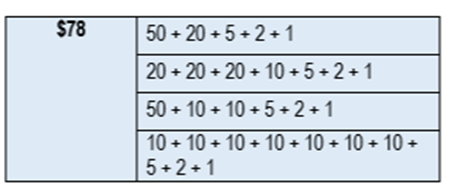 $78
50 + 20 + 5 + 2 + 1
20 + 20 + 20 + 10 + 5 + 2 + 1
50 + 10 + 10 + 5 + 2 + 1
10 + 10 + 10 + 10 + 10 + 10 + 10 +
5 + 2 + 1